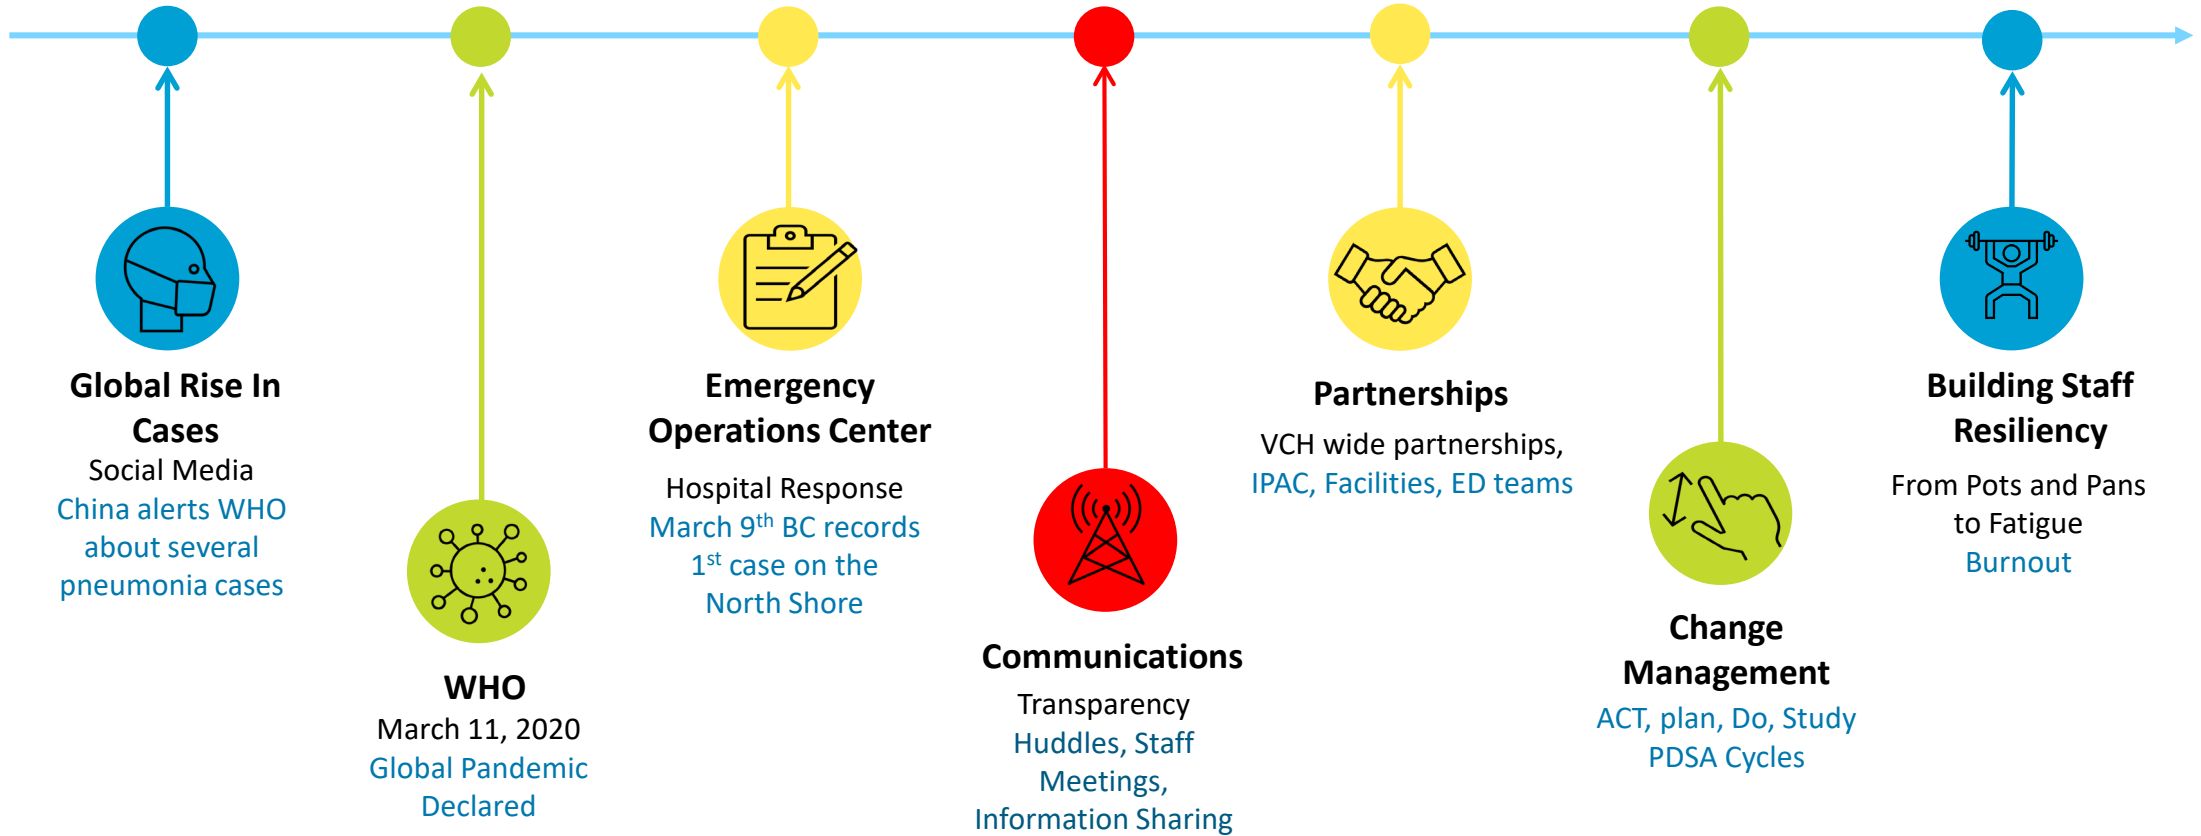 Global Rise In
Cases
Social Media
China alerts WHO
about several
pneumonia cases
WHO
March 11, 2020
Global Pandemic
Declared
Emergency
Operations Center
Hospital Response
March 9th BC records
1st case on the
North Shore
Communications
Transparency
Huddles, Staff
Meetings,
Information Sharing
Partnerships
VCH wide partnerships,
IPAC, Facilities, ED teams
Change
Management
ACT, plan, Do, Study
PDSA Cycles
Building Staff
Resiliency
From Pots and Pans
to Fatigue
Burnout